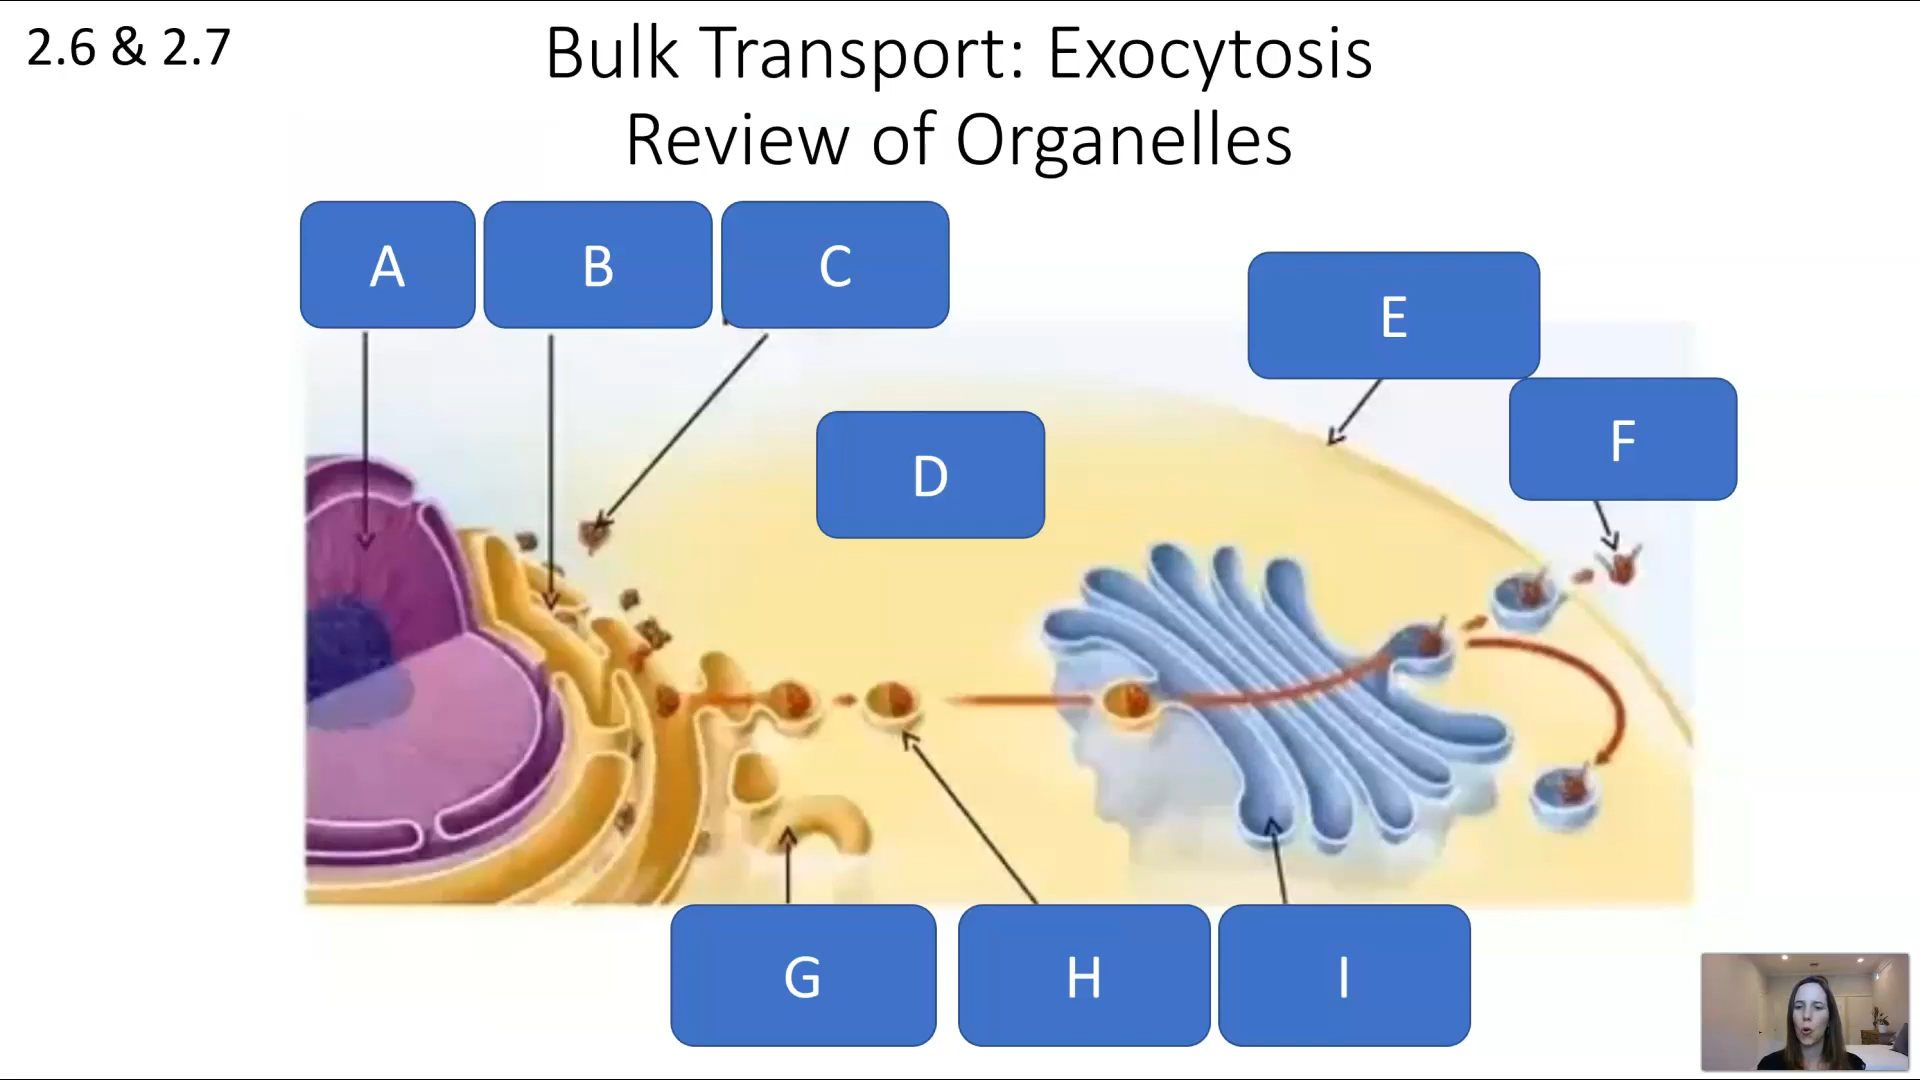 2.6 & 2.7
Bulk Transport: Exocytosis
Review of Organelles
A
B
C
D
E
F
G
H
I